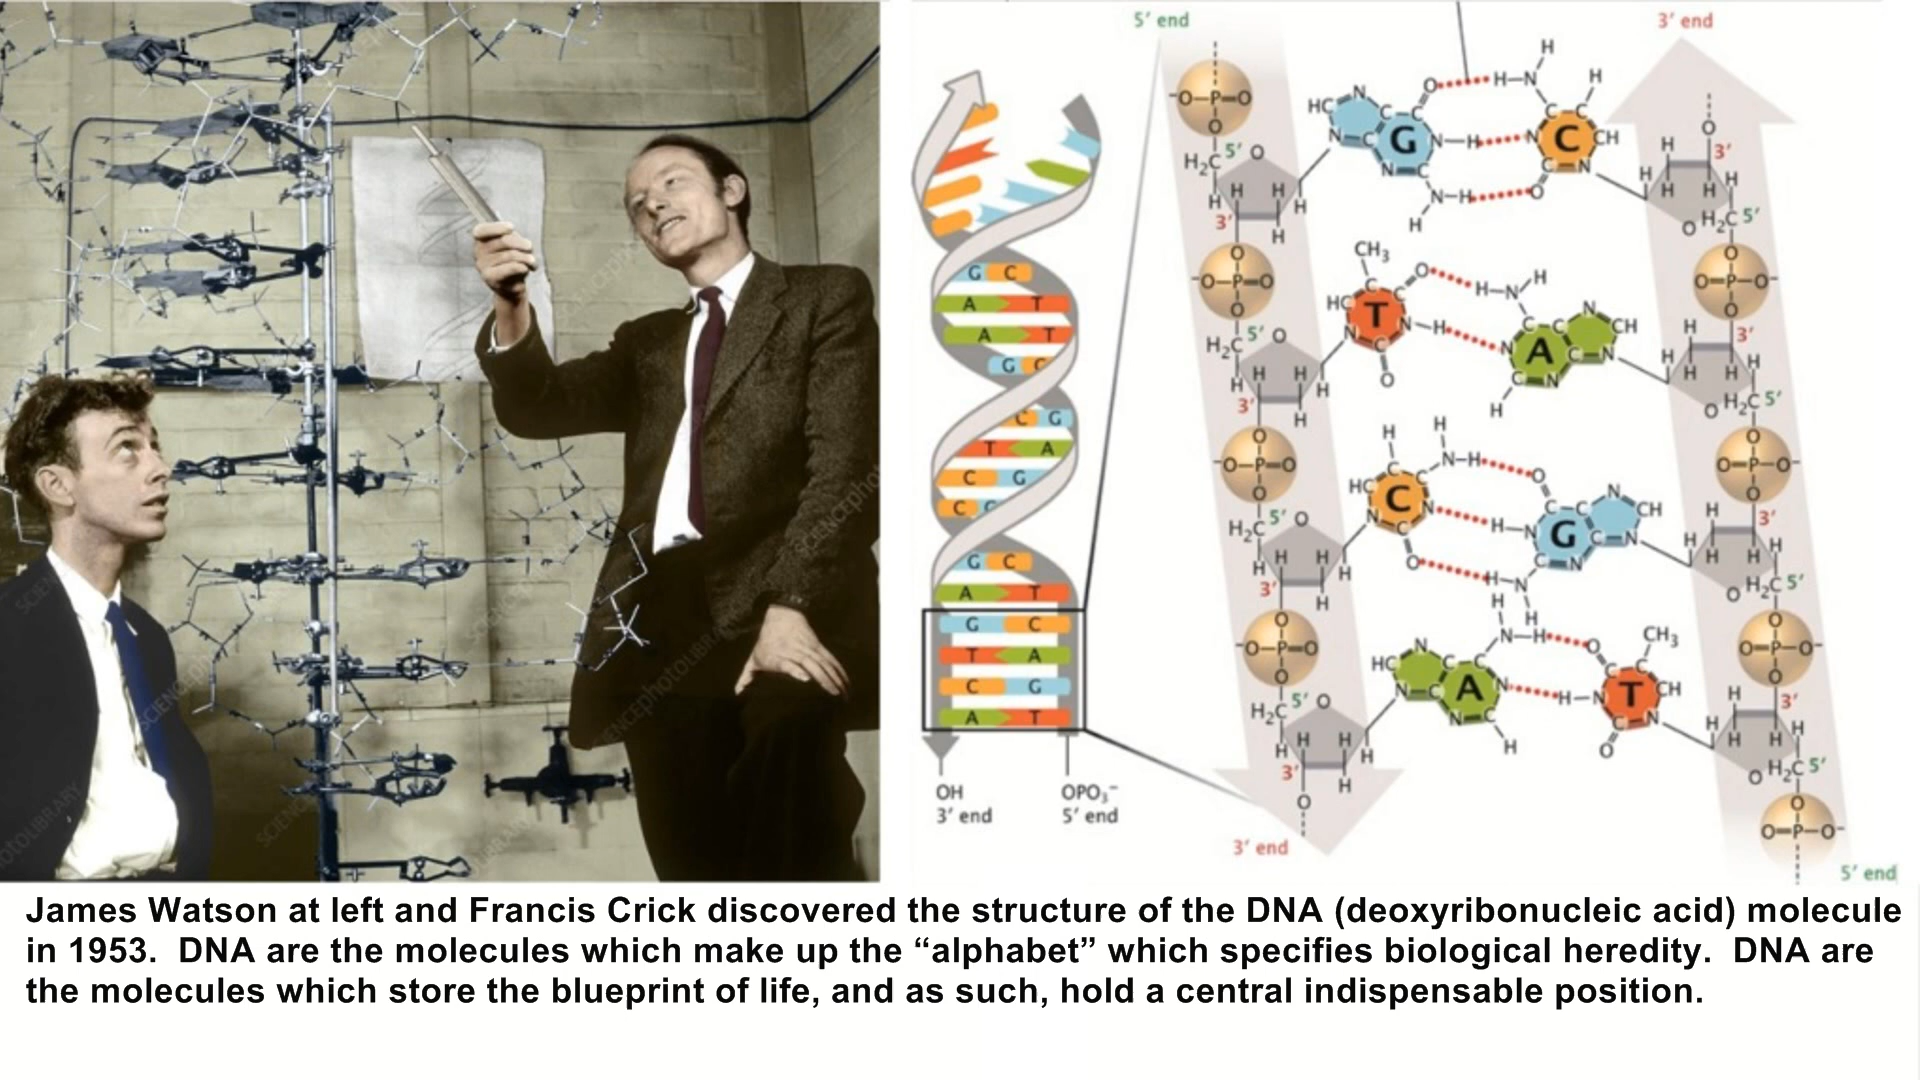 James Watson at left and Francis Crick discovered the structure of the DNA (deoxyribonucleic acid) molecule
in 1953.  DNA are the molecules which make up the “alphabet” which specifies biological heredity.  DNA are
the molecules which store the blueprint of life, and as such, hold a central indispensable position.
5′ end
3′ end
G C
A T
A T
G C
C G
T A
C G
C G
G C
A T
G C
T A
C G
A T
OH
3′ end
OPO₃⁻
5′ end
G C
T A
C G
A T
3′ end
5′ end